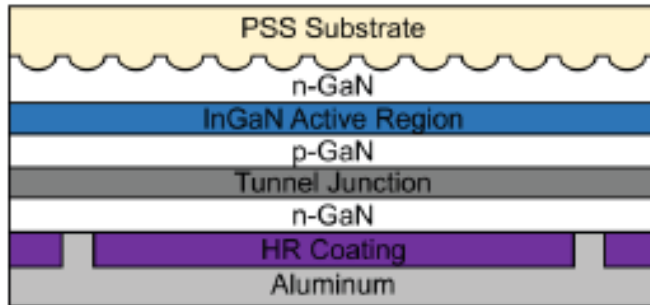 PSS Substrate
n-GaN
InGaN Active Region
p-GaN
Tunnel Junction
n-GaN
HR Coating
Aluminum